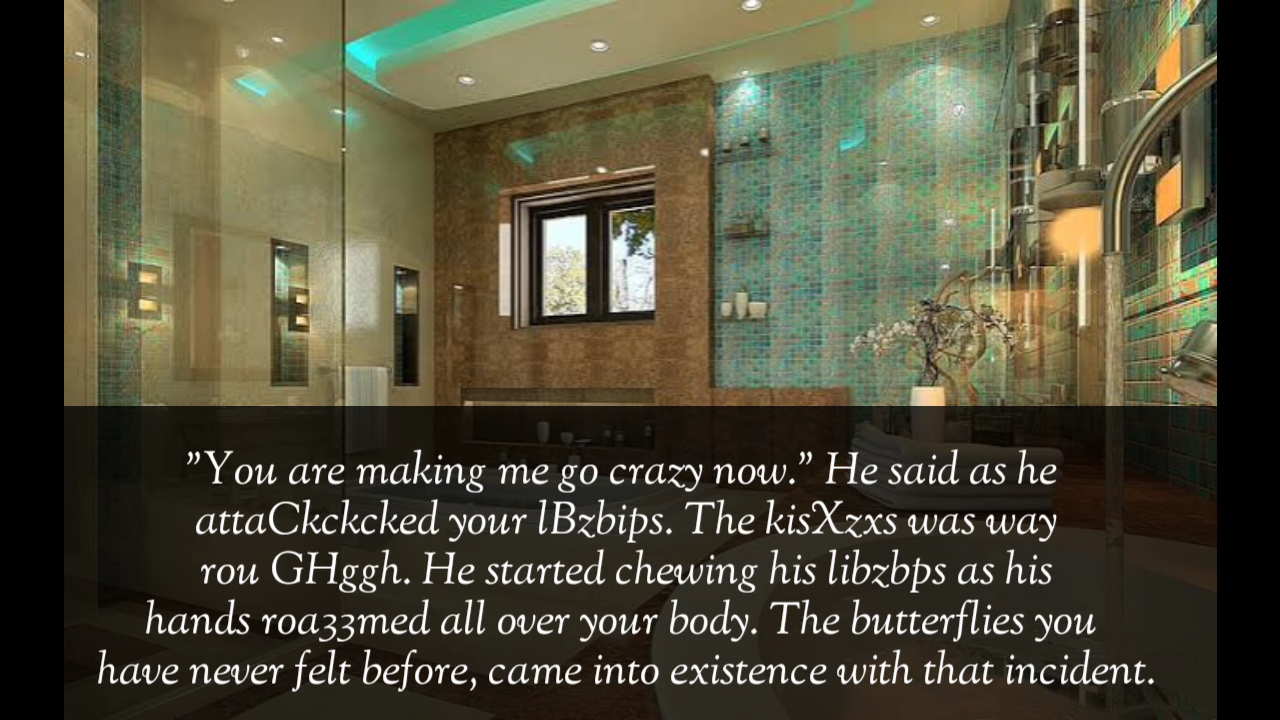 ”You are making me go crazy now.” He said as he
attaCkckcked your lBzbips. The kisXzxs was way
rou GHggh. He started chewing his libzbps as his
hands roa33med all over your body. The butterflies you
have never felt before, came into existence with that incident.